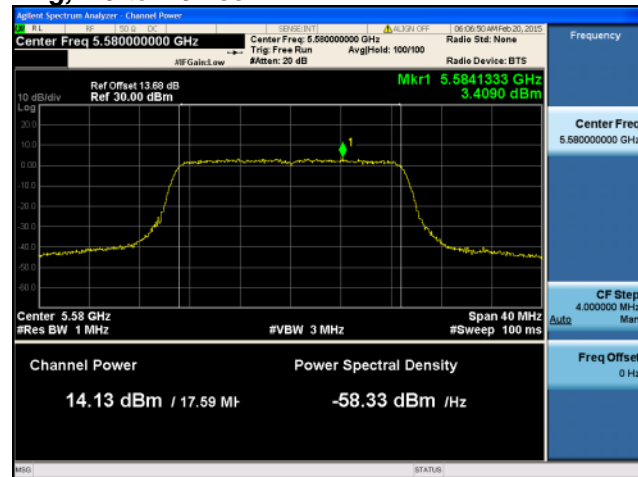 Agilent Spectrum Analyzer - Channel Power
RL RF 50 Ω DC SENSE:INT ALIGN OFF 06:06:50 AM Feb 20, 2015
Center Freq 5.580000000 GHz
Center Freq: 5.580000000 GHz
Radio Std: None
Trig: Free Run Avg|Hold: 100/100
#IFGain:Low #Atten: 20 dB Radio Device: BTS
Frequency
Ref Offset 13.68 dB
Mkr1 5.5841333 GHz
10 dB/div Ref 30.00 dBm 3.4090 dBm
Log
20.0
10.0
0.00
-10.0
-20.0
-30.0
-40.0
-50.0
-60.0
1
Center 5.58 GHz Span 40 MHz
#Res BW 1 MHz #VBW 3 MHz #Sweep 100 ms
Channel Power Power Spectral Density
14.13 dBm / 17.59 MH -58.33 dBm /Hz
Center Freq
5.580000000 GHz
CF Step
4.000000 MHz
Auto Man
Freq Offset
0 Hz
MSG STATUS